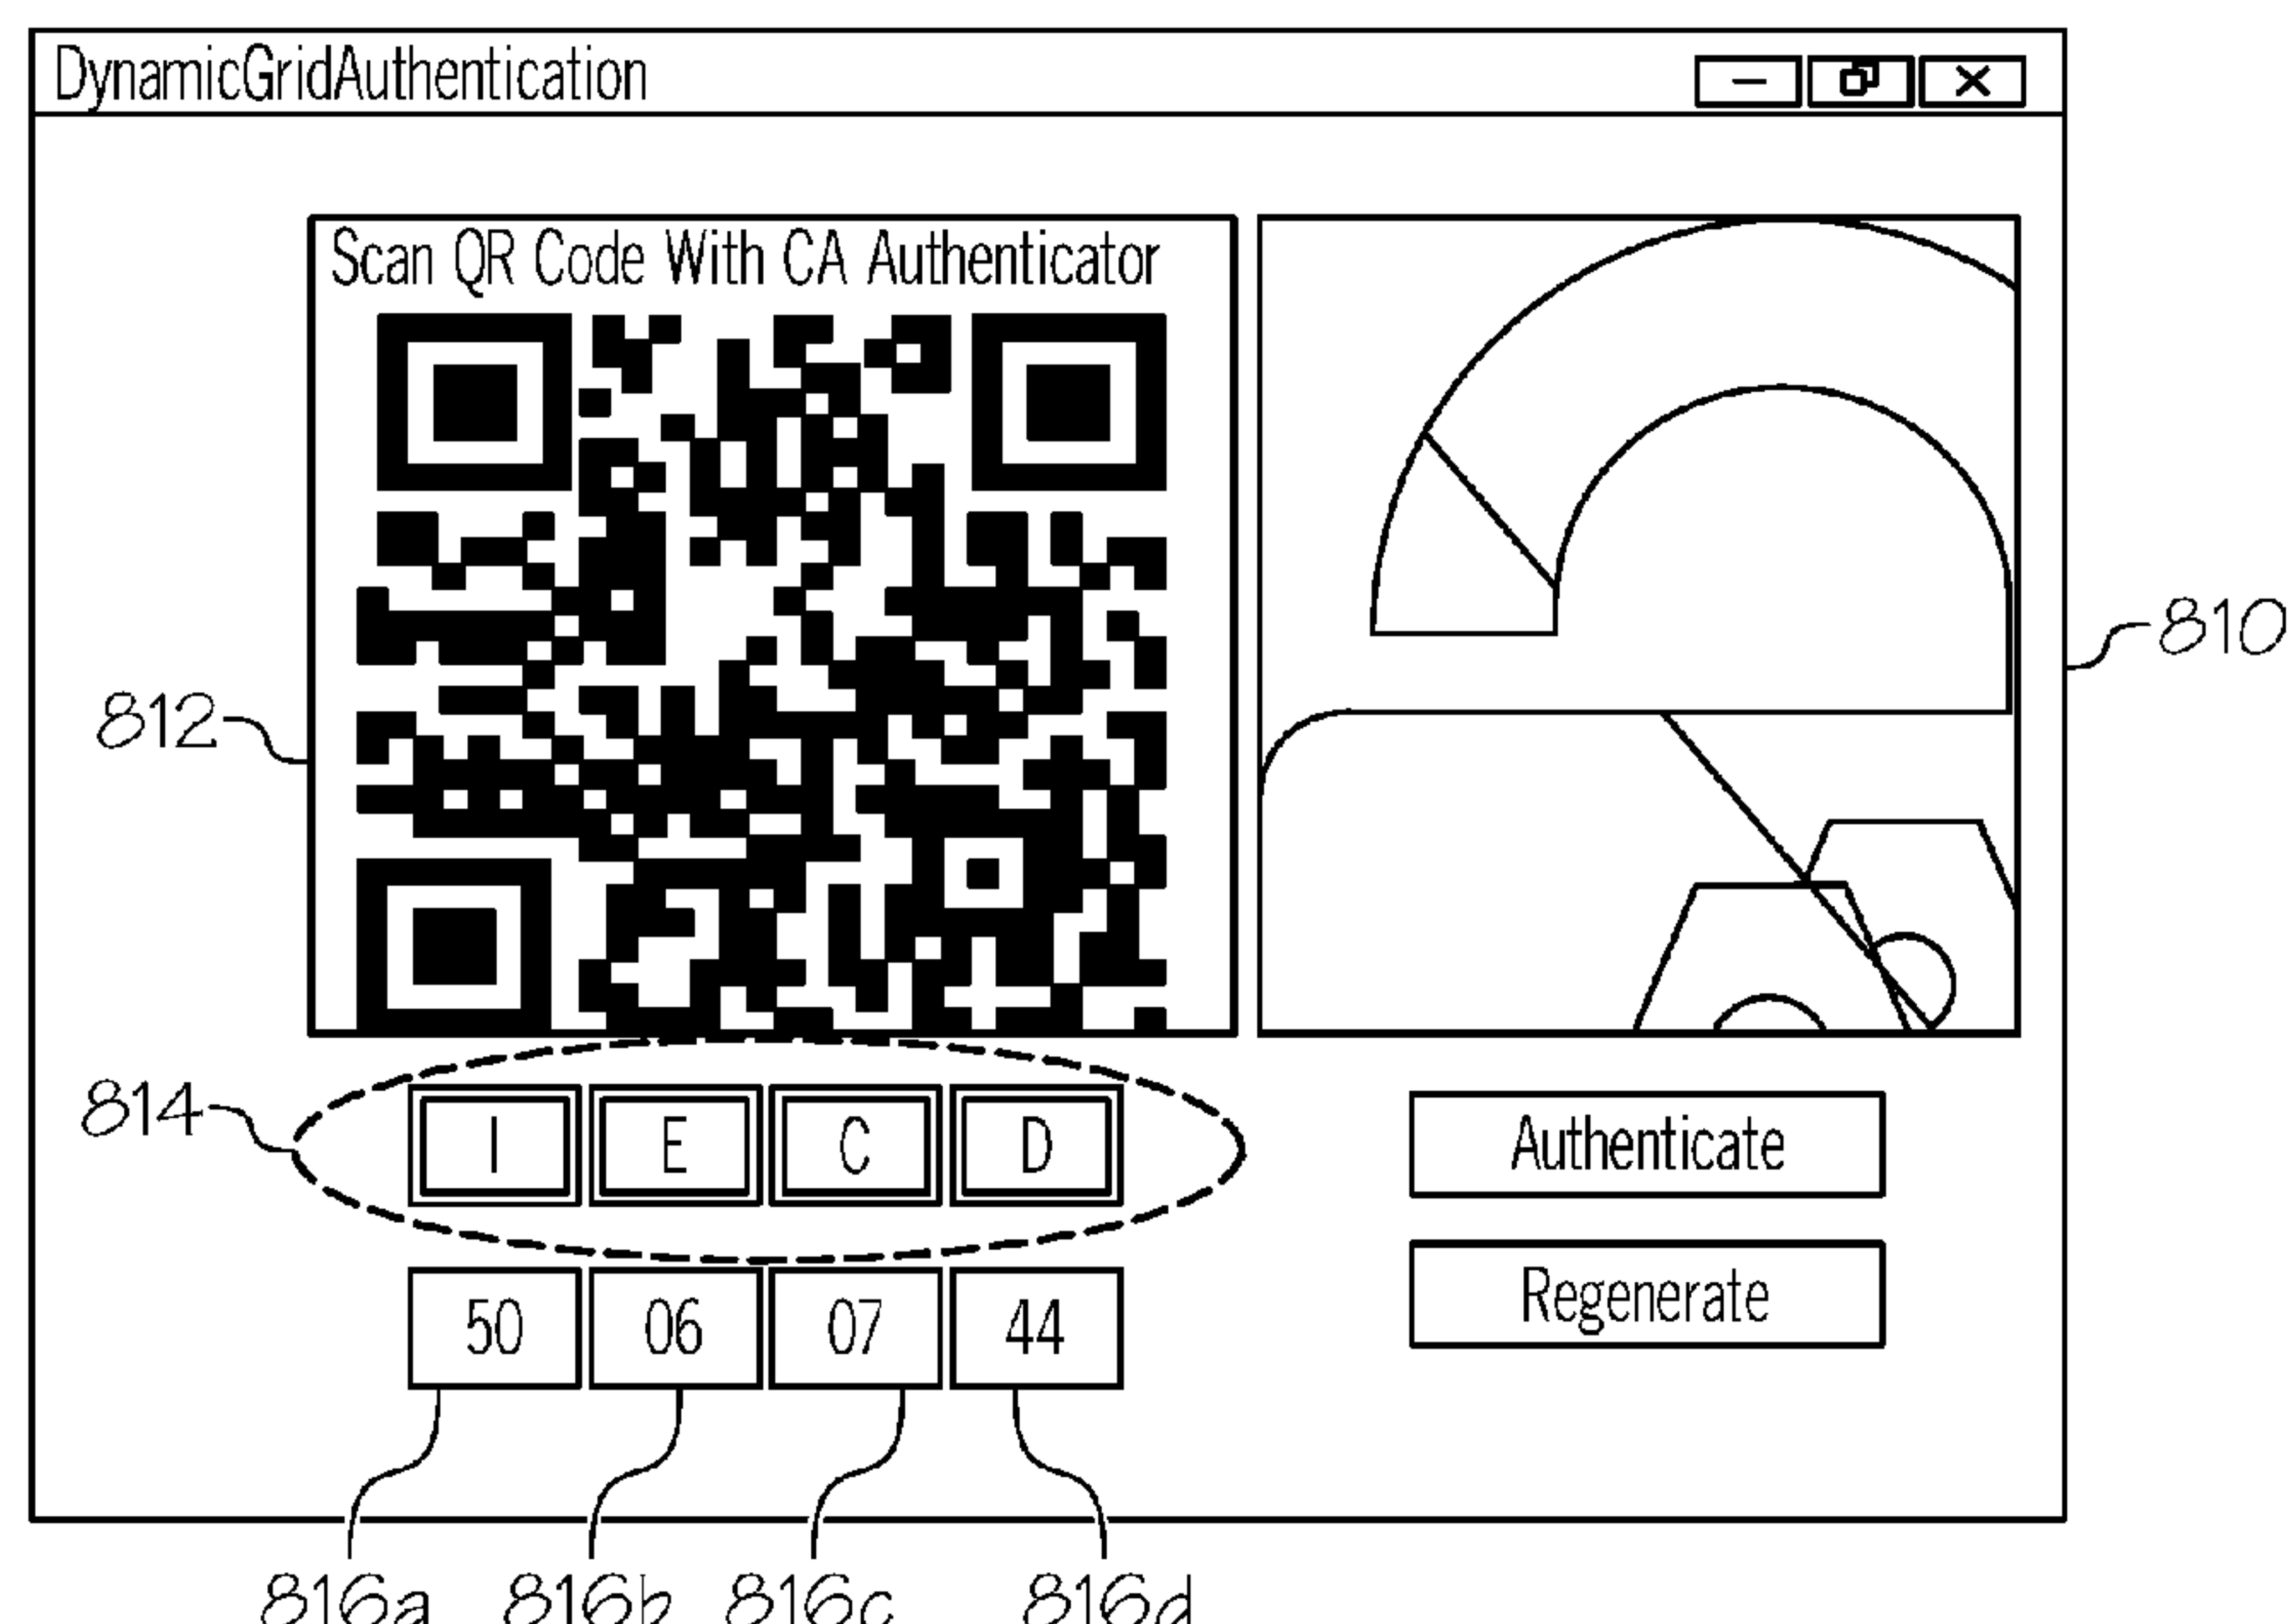 DynamicGridAuthentication
Scan QR Code With CA Authenticator
810
812
814
I E C D
Authenticate
50 06 07 44
Regenerate
816a 816b 816c 816d